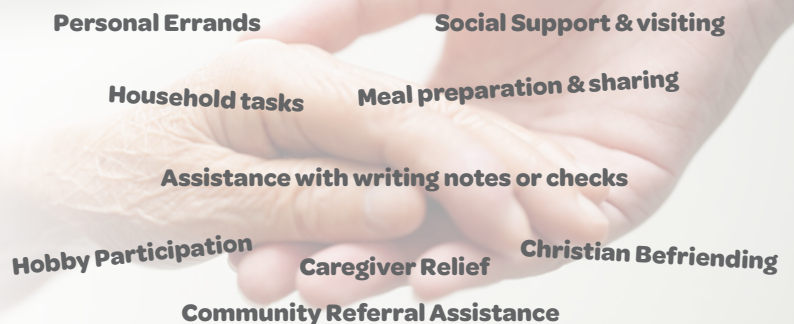 Personal Errands
Social Support & visiting
Household tasks
Meal preparation & sharing
Assistance with writing notes or checks
Hobby Participation
Caregiver Relief
Christian Befriending
Community Referral Assistance